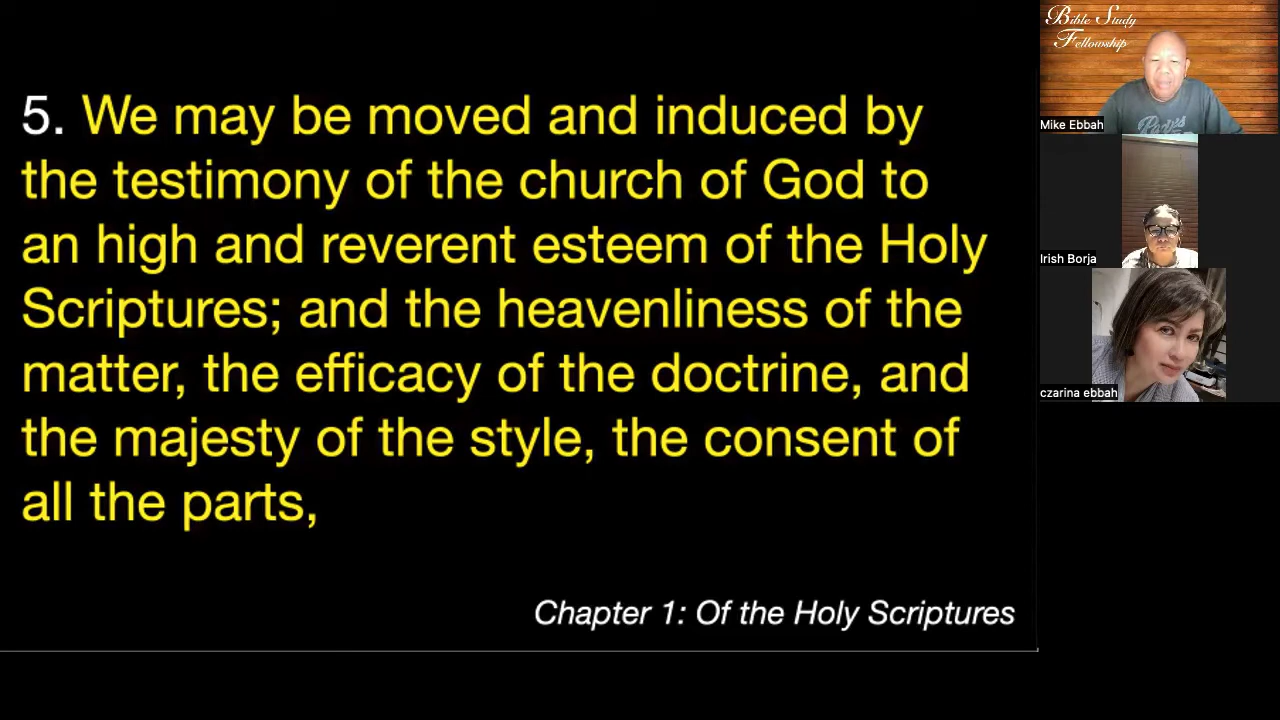 5. We may be moved and induced by
the testimony of the church of God to
an high and reverent esteem of the Holy
Scriptures; and the heavenliness of the
matter, the efficacy of the doctrine, and
the majesty of the style, the consent of
all the parts,
Chapter 1: Of the Holy Scriptures
Bible Study
Fellowship
Mike Ebbah
Irish Borja
czarina ebbah